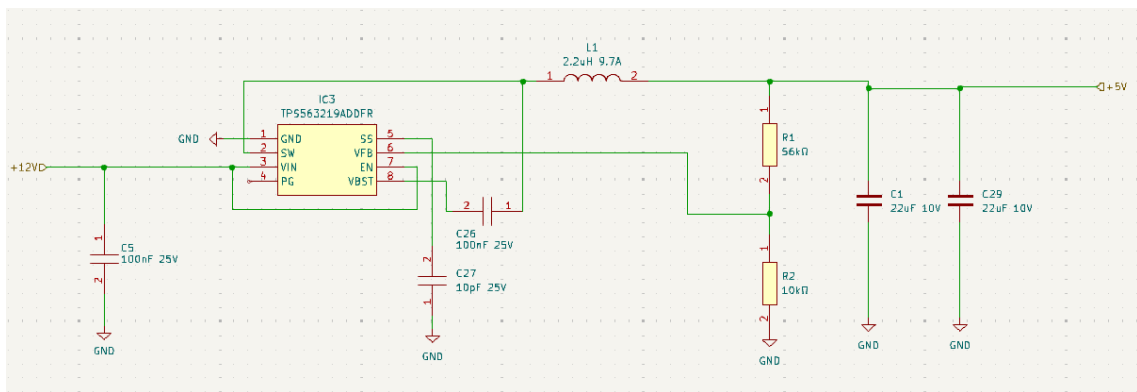 L1
2.2uH 9.7A
1
2
IC3
TPS563219ADDFR
GND
1
GND
SS
5
2
SW
VFB
6
+12V
3
VIN
EN
7
4
PG
VBST
8
+5V
1
R1
56kΩ
2
2
1
C26
100nF 25V
C1
22uF 10V
C29
22uF 10V
1
C5
100nF 25V
2
2
C27
10pF 25V
1
1
R2
10kΩ
2
GND
GND
GND
GND
GND